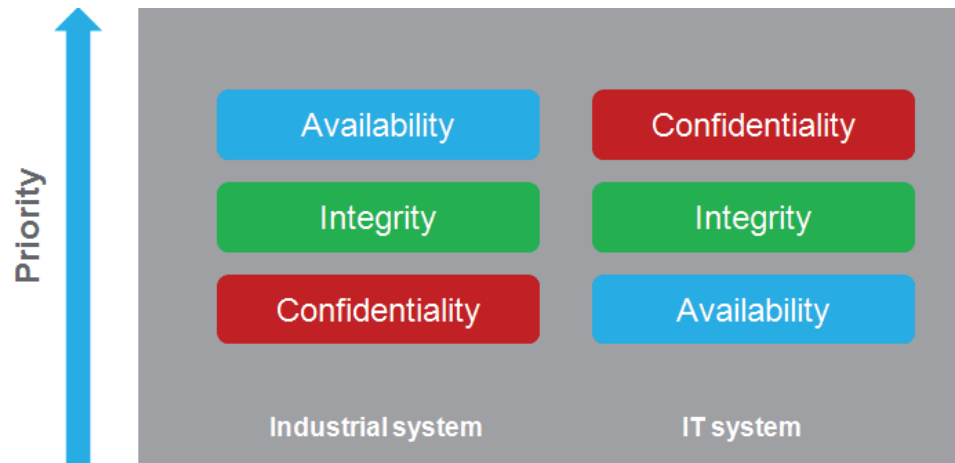 Priority
Availability
Confidentiality
Integrity
Integrity
Confidentiality
Availability
Industrial system
IT system